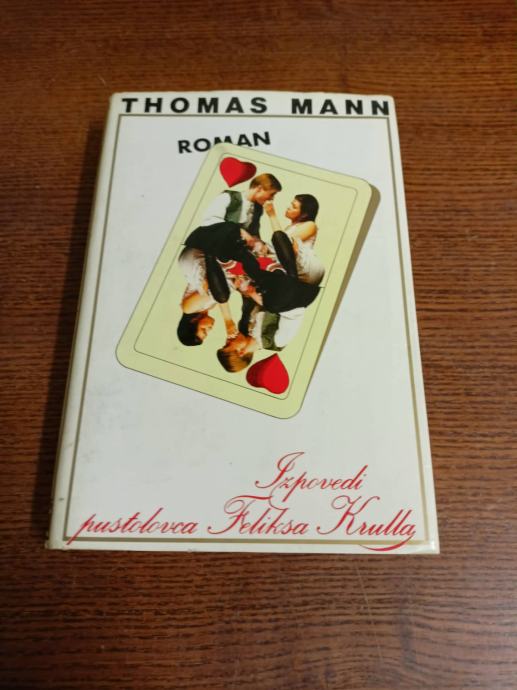 THOMAS MANN
ROMAN
Izpovedi
pustolovca Feliksa Krulla